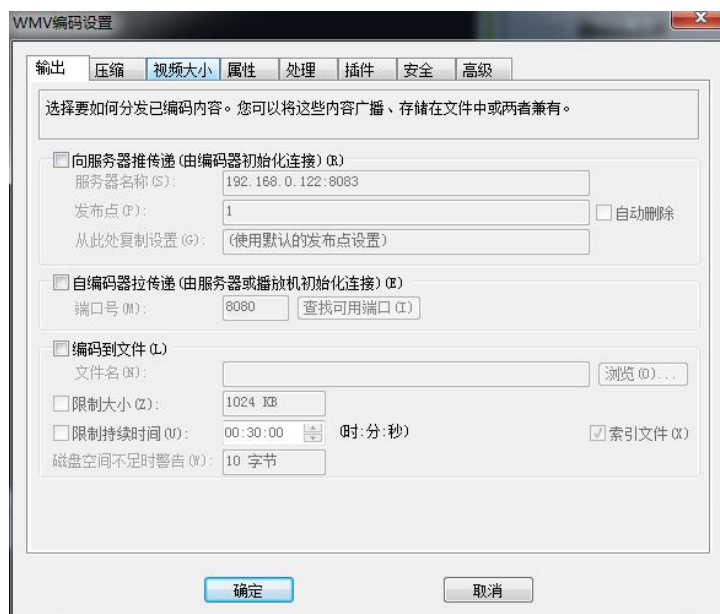 WMV编码设置
输出 压缩 视频大小 属性 处理 插件 安全 高级
选择要如何分发已编码内容。您可以将这些内容广播、存储在文件中或两者兼有。
向服务器推传递(由编码器初始化连接)(R)
服务器名称(S): 192.168.0.122:8083
发布点(P): 1 自动删除
从此处复制设置(G): (使用默认的发布点设置)
自编码器拉传递(由服务器或播放机初始化连接)(E)
端口号(M): 8080 查找可用端口(I)
编码到文件(L)
文件名(N): 浏览(O)...
限制大小(Z): 1024 KB
限制持续时间(U): 00:30:00 (时:分:秒) 索引文件(X)
磁盘空间不足时警告(W): 10 字节
确定 取消